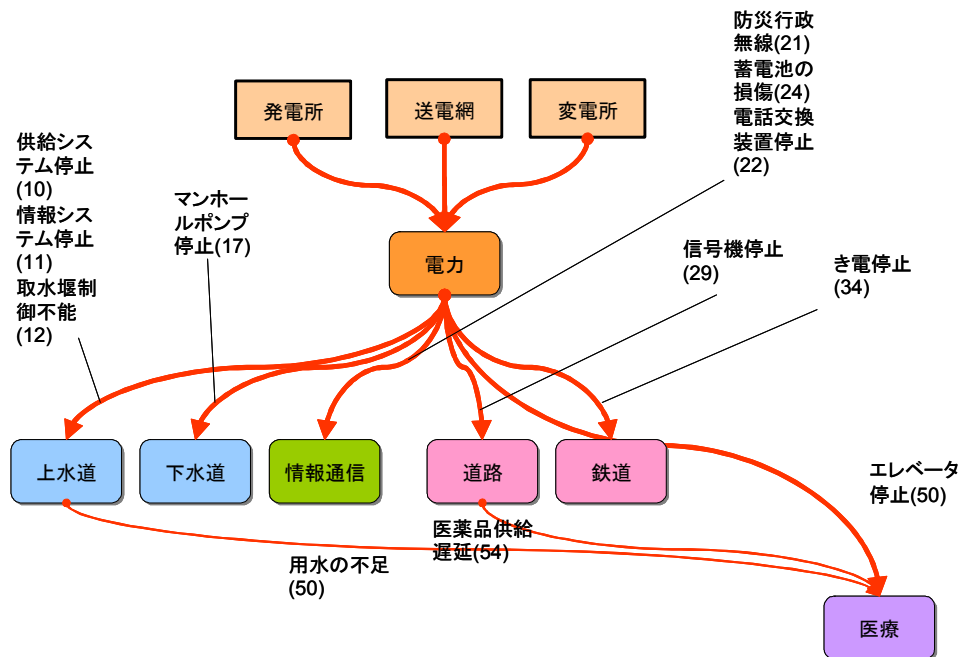 防災行政
無線(21)
蓄電池の
損傷(24)
電話交換
装置停止
(22)
発電所
送電網
変電所
供給シス
テム停止
(10)
情報シス
テム停止
(11)
取水堰制
御不能
(12)
マンホー
ルポンプ
停止(17)
電力
信号機停止
(29)
き電停止
(34)
上水道
下水道
情報通信
道路
鉄道
エレベータ
停止(50)
医薬品供給
遅延(54)
用水の不足
(50)
医療